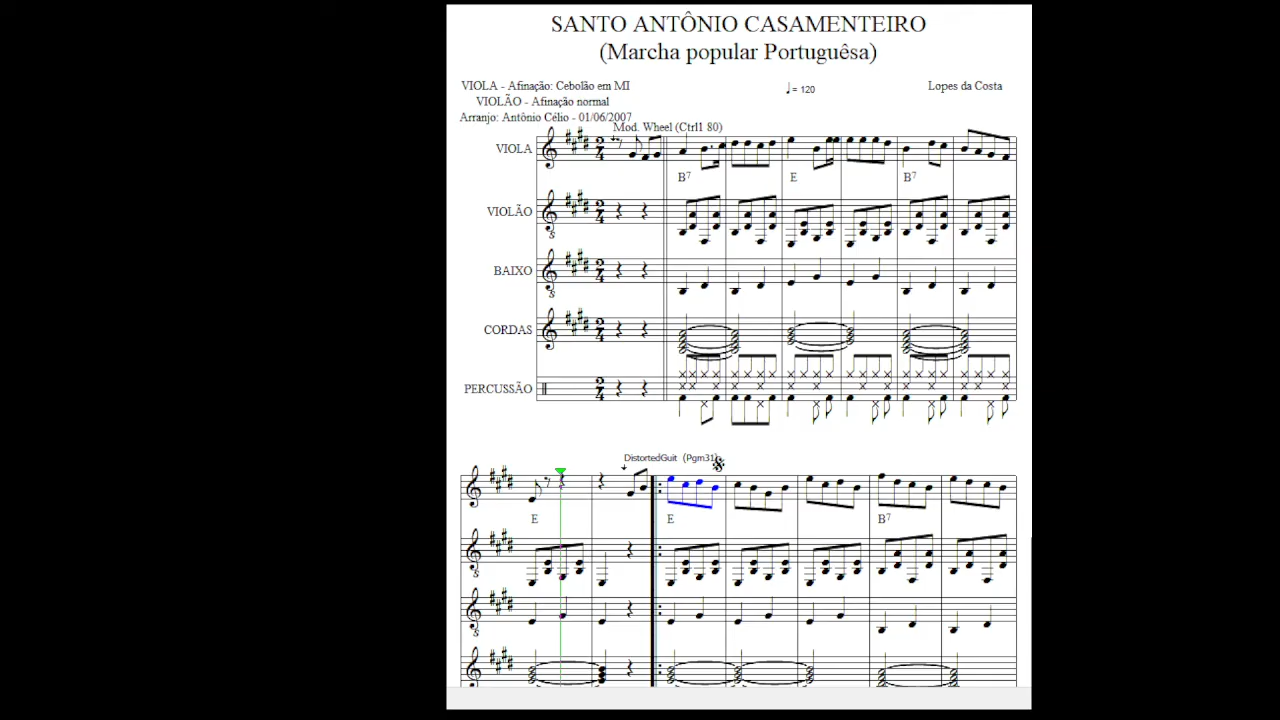 SANTO ANTÔNIO CASAMENTEIRO
(Marcha popular Portuguêsa)
VIOLA - Afinação: Cebolão em MI
♩ = 120
Lopes da Costa
VIOLÃO - Afinação normal
Arranjo: Antônio Célio - 01/06/2007
Mod. Wheel (Ctrl1 80)
VIOLA
B7 E B7
VIOLÃO
BAIXO
CORDAS
PERCUSSÃO
DistortedGuit (Pgm31)
E E B7